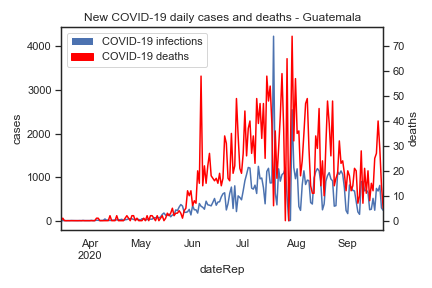 New COVID-19 daily cases and deaths - Guatemala
COVID-19 infections
COVID-19 deaths
4000
3000
2000
1000
0
cases
70
60
50
40
30
20
10
0
deaths
Apr
2020
May
Jun
Jul
Aug
Sep
dateRep